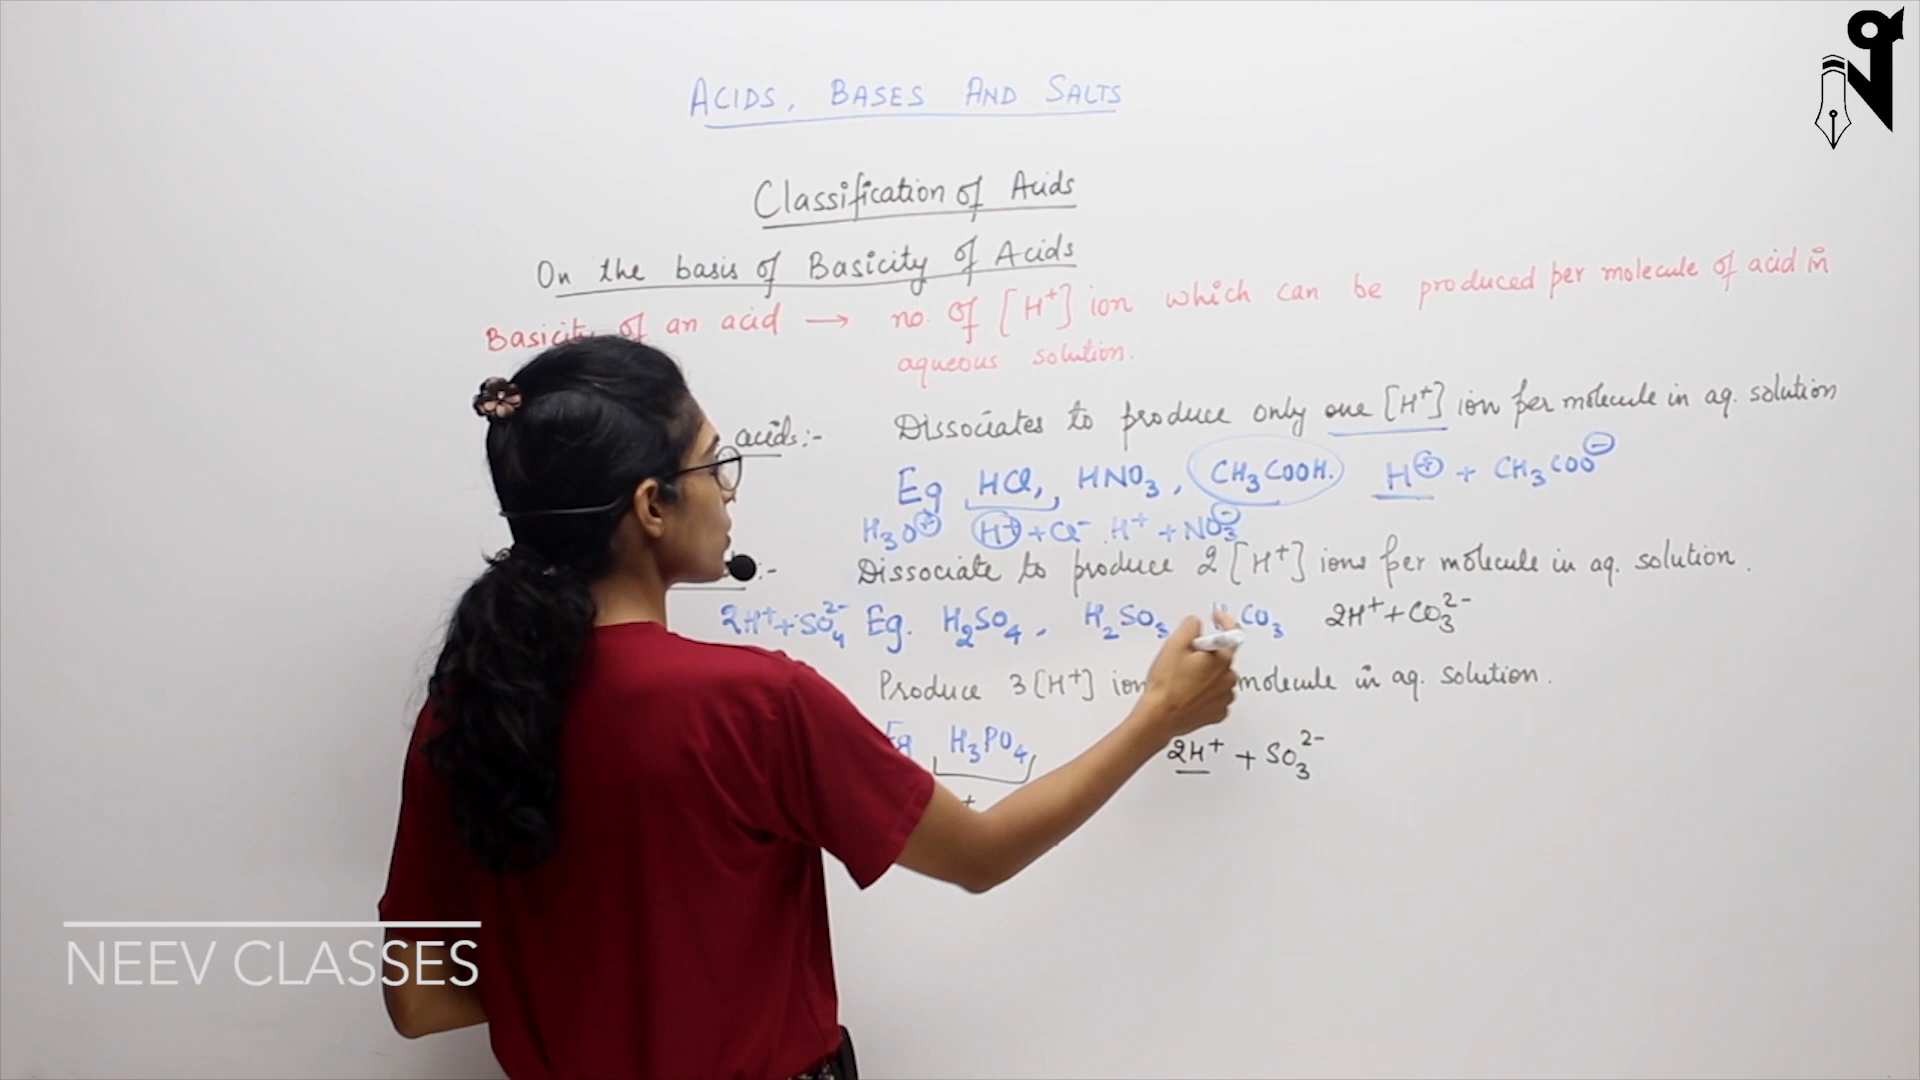 ACIDS, BASES AND SALTS
Classification of Acids
On the basis of Basicity of Acids
Basicity of an acid → no. of [H⁺] ion which can be produced per molecule of acid in
aqueous solution.
acids:- Dissociates to produce only one [H⁺] ion per molecule in aq. solution
Eg HCl, HNO₃, CH₃COOH. H⊕ + CH₃COO⊖
H₃O⊕ H⁺ + Cl⁻ H⁺ + NO₃⊖
:- Dissociate to produce 2 [H⁺] ions per molecule in aq. solution.
2H⁺ + SO₄²⁻ Eg. H₂SO₄, H₂SO₃ CO₃ 2H⁺ + CO₃²⁻
Produce 3 [H⁺] ion molecule in aq. solution.
Eg H₃PO₄ 2H⁺ + SO₃²⁻
NEEV CLASSES